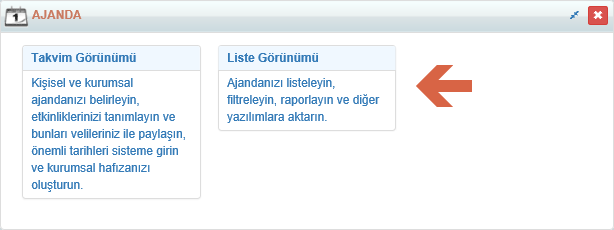 1 AJANDA
Takvim Görünümü
Kişisel ve kurumsal
ajandanızı belirleyin,
etkinliklerinizi tanımlayın ve
bunları velileriniz ile paylaşın,
önemli tarihleri sisteme girin
ve kurumsal hafızanızı
oluşturun.
Liste Görünümü
Ajandanızı listeleyin,
filtreleyin, raporlayın ve diğer
yazılımlara aktarın.